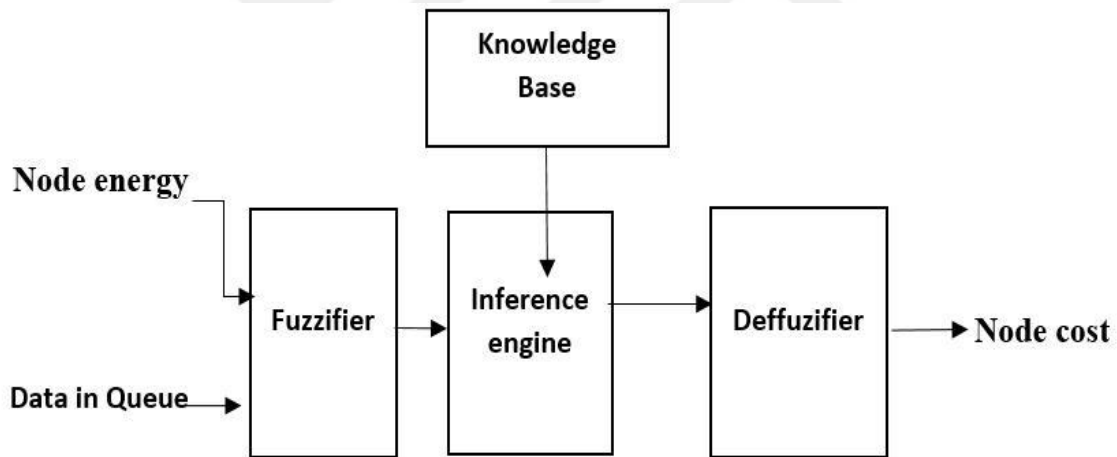 Knowledge
Base
Node energy
Fuzzifier
Inference
engine
Deffuzifier
Node cost
Data in Queue